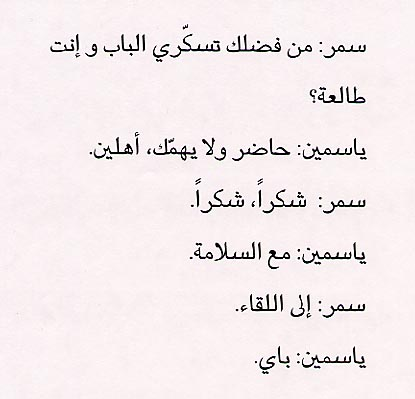 سمر: من فضلك تسكّري الباب و إنت
طالعة؟
ياسمين: حاضر ولا يهمّك، أهلين.
سمر: شكراً، شكراً.
ياسمين: مع السلامة.
سمر: إلى اللقاء.
ياسمين: باي.